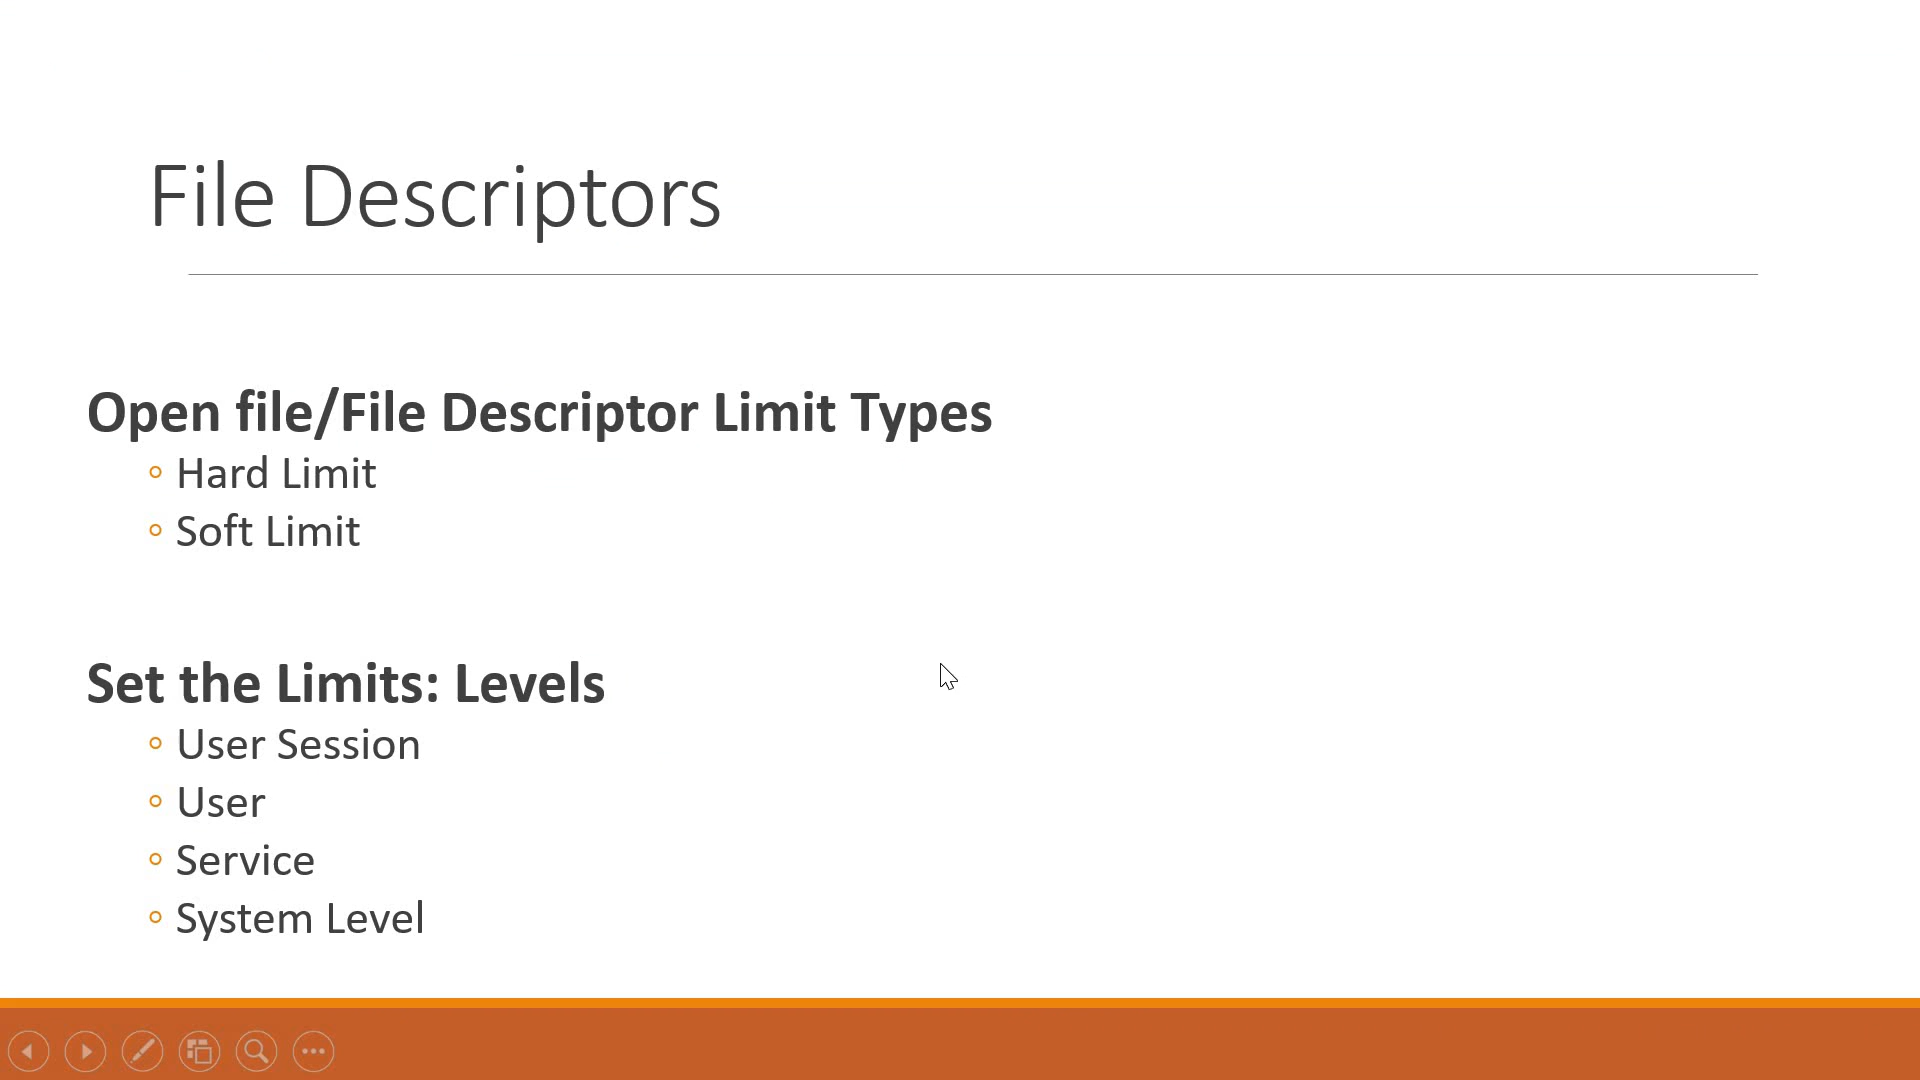 File Descriptors
Open file/File Descriptor Limit Types
Hard Limit
Soft Limit
Set the Limits: Levels
User Session
User
Service
System Level